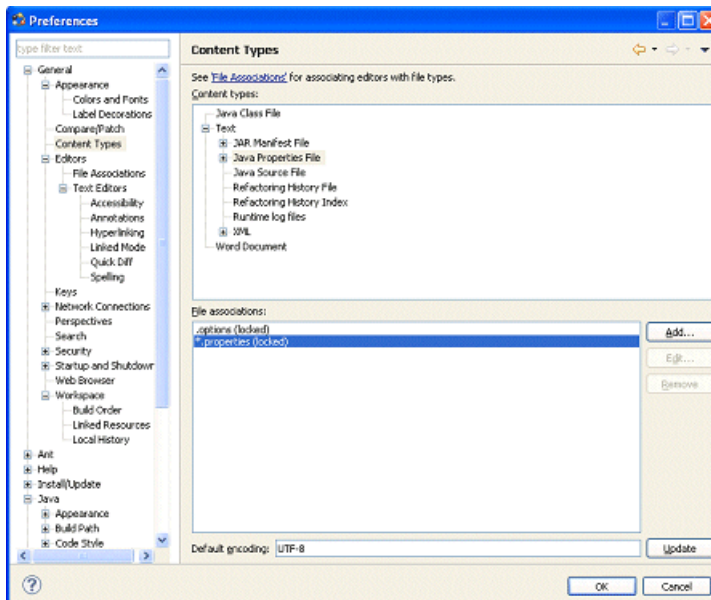 Preferences
type filter text
General
Appearance
Colors and Fonts
Label Decorations
Compare/Patch
Content Types
Editors
File Associations
Text Editors
Accessibility
Annotations
Hyperlinking
Linked Mode
Quick Diff
Spelling
Keys
Network Connections
Perspectives
Search
Security
Startup and Shutdowr
Web Browser
Workspace
Build Order
Linked Resources
Local History
Ant
Help
Install/Update
Java
Appearance
Build Path
Code Style
Content Types
See 'File Associations' for associating editors with file types.
Content types:
Java Class File
Text
JAR Manifest File
Java Properties File
Java Source File
Refactoring History File
Refactoring History Index
Runtime log files
XML
Word Document
File associations:
.options (locked)
*.properties (locked)
Add...
Edit...
Remove
Default encoding: UTF-8
Update
OK
Cancel